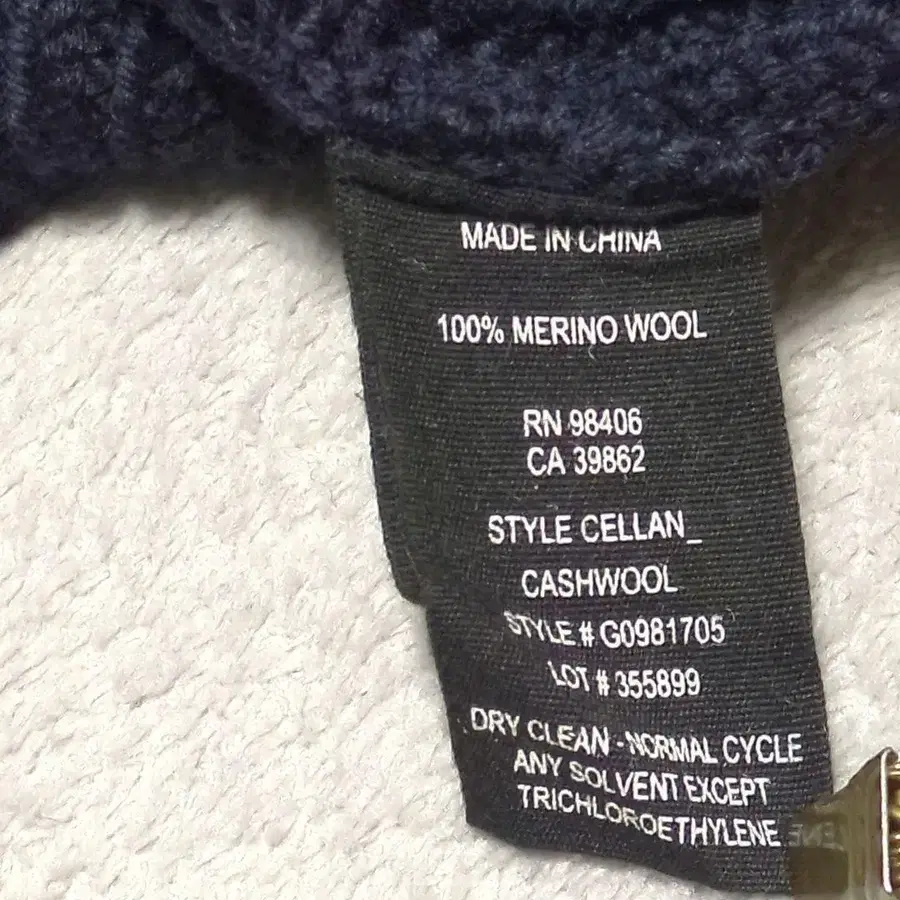 MADE IN CHINA
100% MERINO WOOL
RN 98406
CA 39862
STYLE CELLAN_
CASHWOOL
STYLE # G0981705
LOT # 355899
DRY CLEAN - NORMAL CYCLE
ANY SOLVENT EXCEPT
TRICHLOROETHYLENE